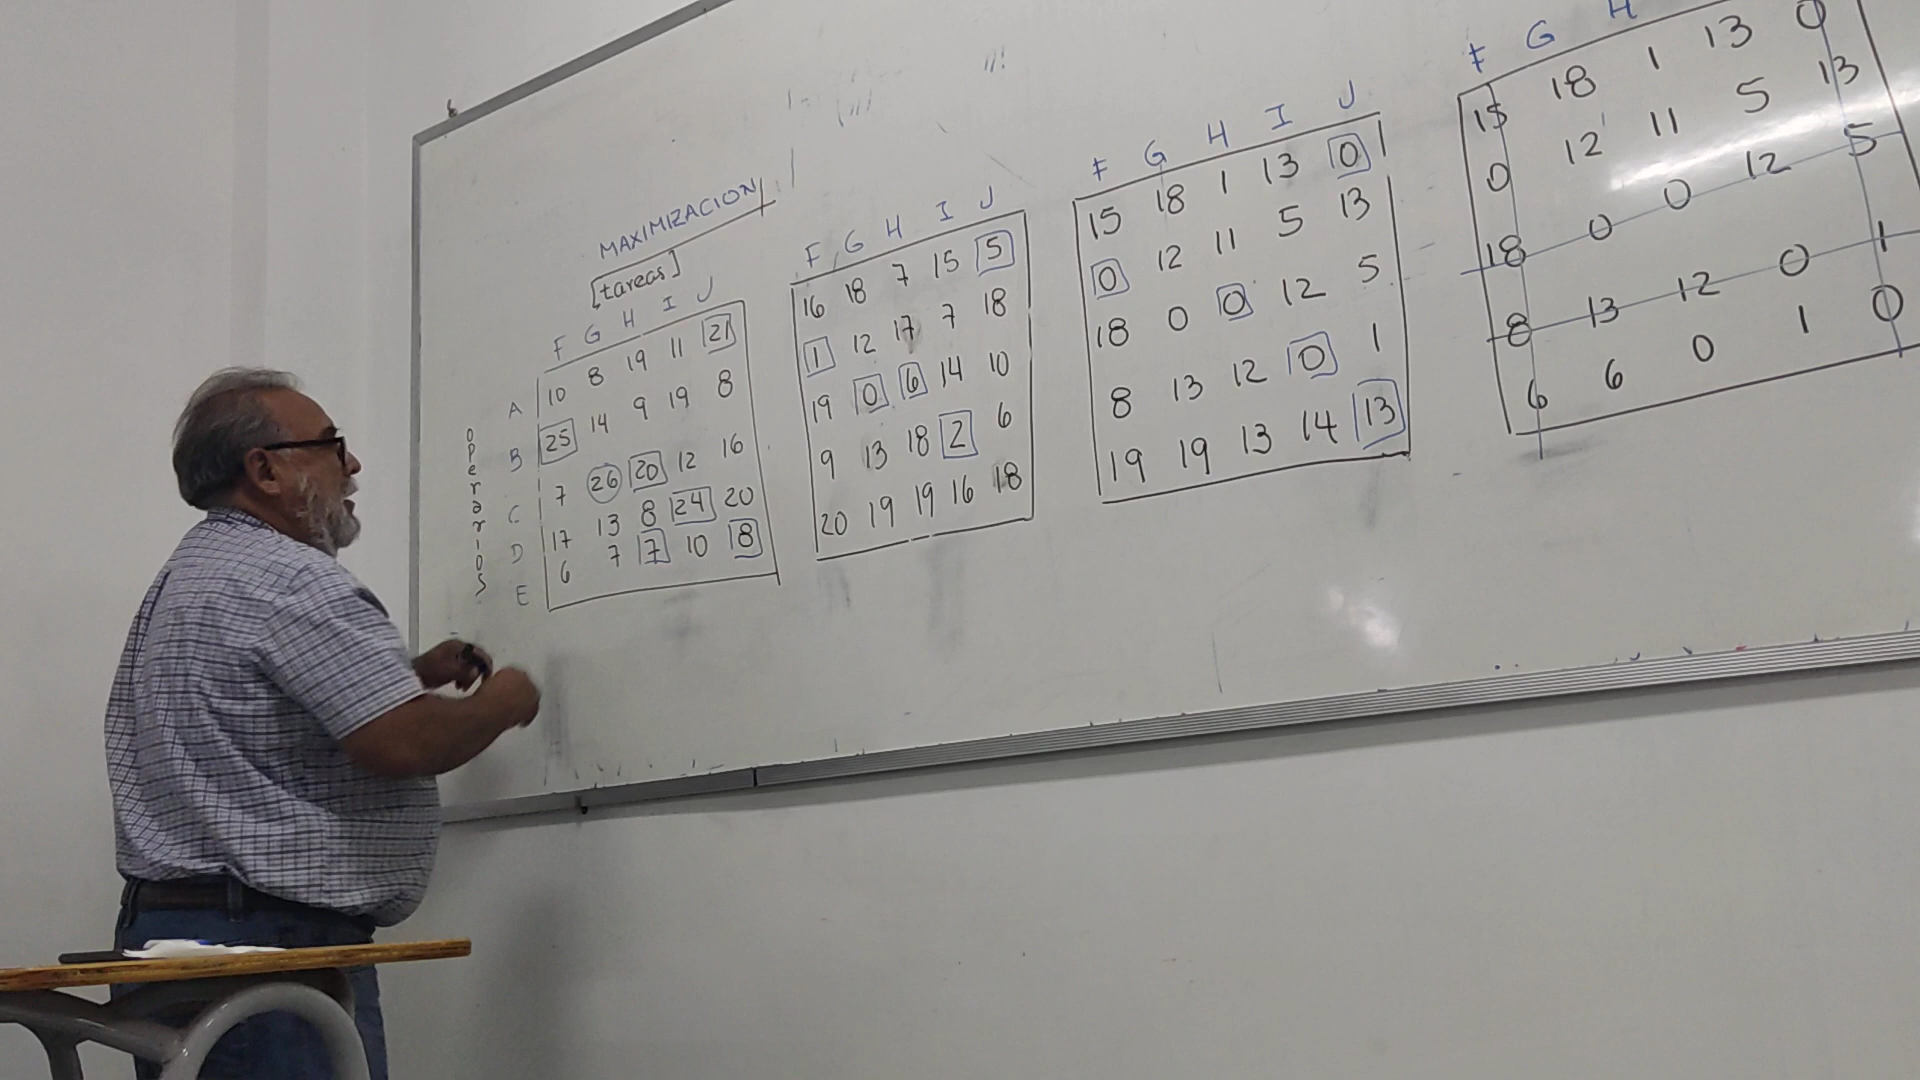 MAXIMIZACION
[tareas]
F G H I J
A 10 8 19 11 21
B 25 14 9 19 8
C 7 26 20 12 16
D 17 13 8 24 20
E 6 7 7 10 18
operarios
F G H I J
16 18 7 15 5
1 12 17 7 18
19 0 6 14 10
9 13 18 2 6
20 19 19 16 18
F G H I J
15 18 1 13 0
0 12 11 5 13
18 0 0 12 5
8 13 12 0 1
19 19 13 14 13
F G H
15 18 1 13 0
0 12 11 5 13
18 0 0 12 5
8 13 12 0 1
6 6 0 1 0